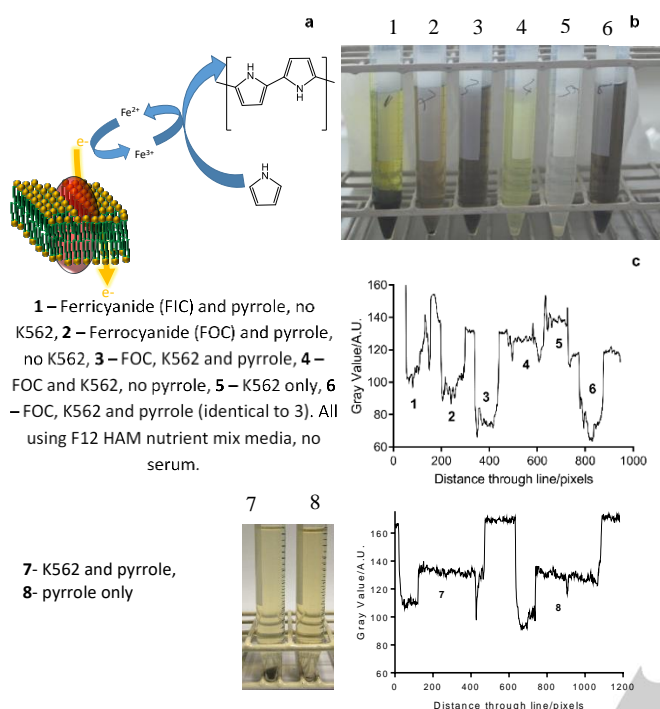 a
H
N
N
H
Fe²⁺
Fe³⁺
e-
H
N
e-
1 – Ferricyanide (FIC) and pyrrole, no
K562, 2 – Ferrocyanide (FOC) and pyrrole,
no K562, 3 – FOC, K562 and pyrrole, 4 –
FOC and K562, no pyrrole, 5 – K562 only, 6
– FOC, K562 and pyrrole (identical to 3). All
using F12 HAM nutrient mix media, no
serum.
1 2 3 4 5 6 b
c
160
140
120
100
80
60
Gray Value/A.U.
1
2
3
4
5
6
0 200 400 600 800 1000
Distance through line/pixels
7 8
7- K562 and pyrrole,
8- pyrrole only
160
140
120
100
80
60
Gray Value/A.U.
7
8
0 200 400 600 800 1000 1200
Distance through line/pixels